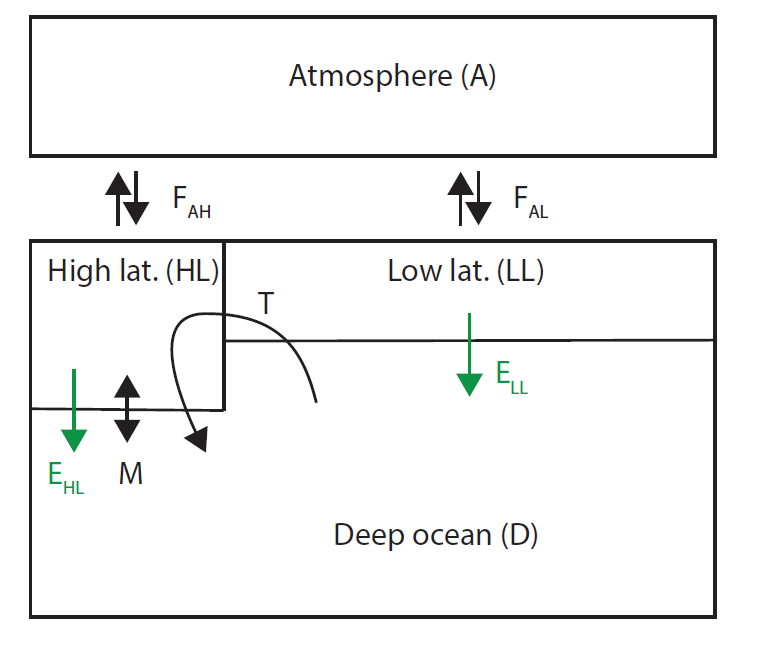 Atmosphere (A)
F_AH
F_AL
High lat. (HL)
Low lat. (LL)
T
E_LL
E_HL
M
Deep ocean (D)